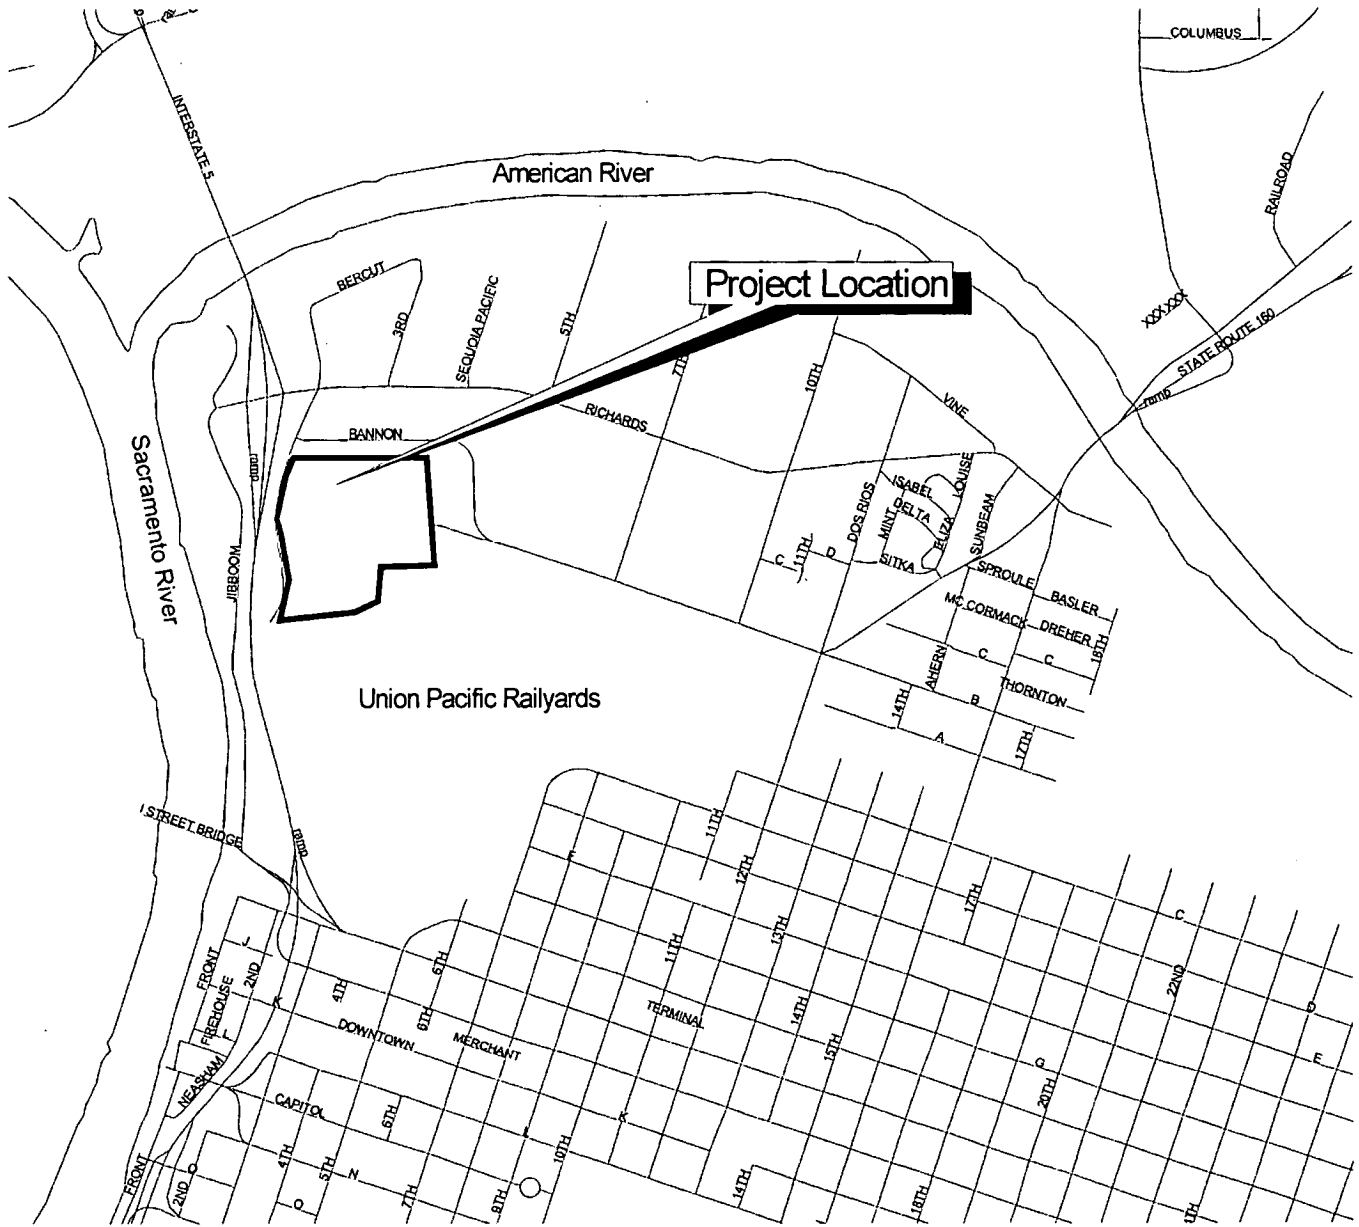 COLUMBUS
INTERSTATE 5
American River
RAILROAD
BERCUT
Project Location
3RD
SEQUOIA PACIFIC
5TH
XXX XXX
STATE ROUTE 160
7TH
10TH
ramp
VINE
RICHARDS
BANNON
Sacramento River
ramp
LOUISE
ISABEL
DELTA
DOS RIOS
MINT
ELIZA
SUNBEAM
C
11TH
D
SITKA
JIBBOOM
SPROULE
BASLER
MC CORMACK
DREHER
18TH
AHERN
C
C
THORNTON
Union Pacific Railyards
14TH
B
A
17TH
I STREET BRIDGE
ramp
11TH
E
12TH
17TH
C
13TH
J
FRONT
2ND
6TH
11TH
22ND
FIREHOUSE
K
4TH
6TH
TERMINAL
14TH
D
L
DOWNTOWN
MERCHANT
15TH
E
NEASHAM
G
20TH
CAPITOL
6TH
K
L
10TH
4TH
5TH
N
FRONT
O
2ND
O
7TH
9TH
14TH
18TH